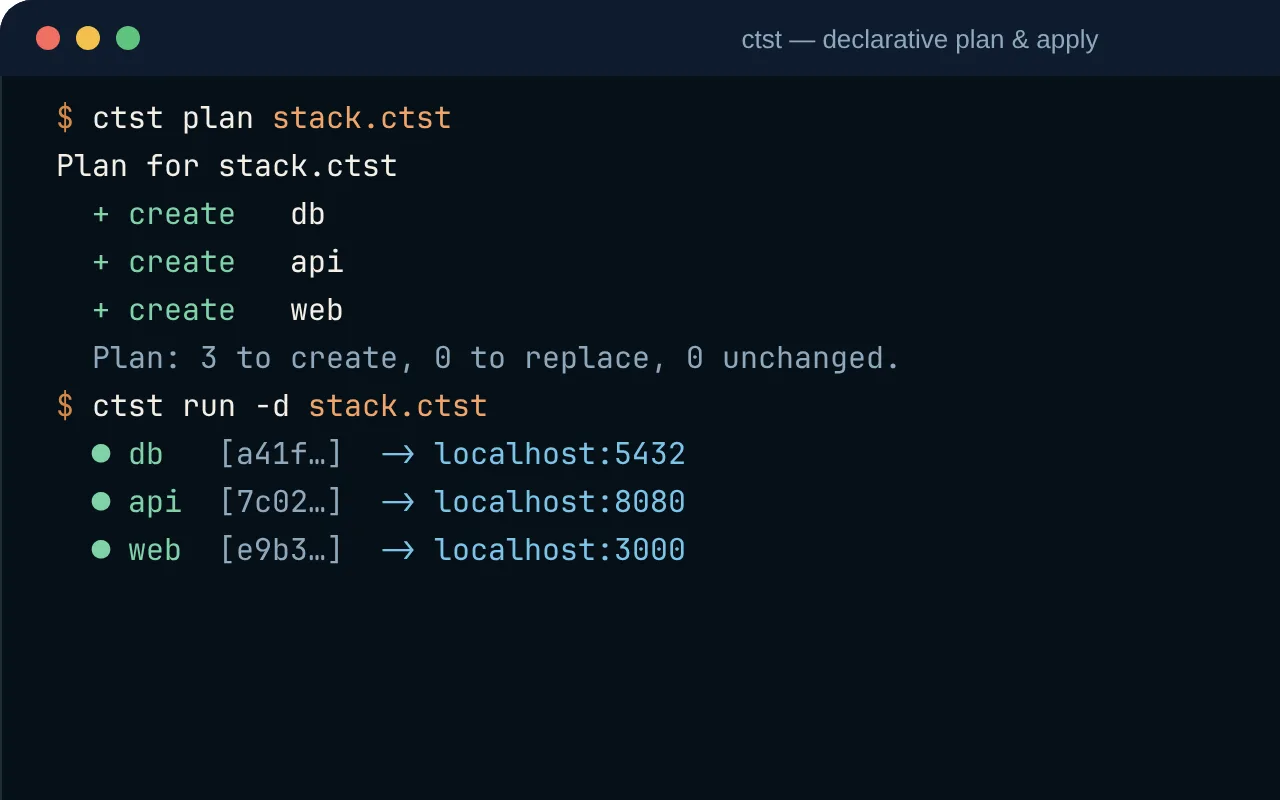 ctst — declarative plan & apply
$ ctst plan stack.ctst
Plan for stack.ctst
+ create db
+ create api
+ create web
Plan: 3 to create, 0 to replace, 0 unchanged.
$ ctst run -d stack.ctst
● db [a41f…] → localhost:5432
● api [7c02…] → localhost:8080
● web [e9b3…] → localhost:3000